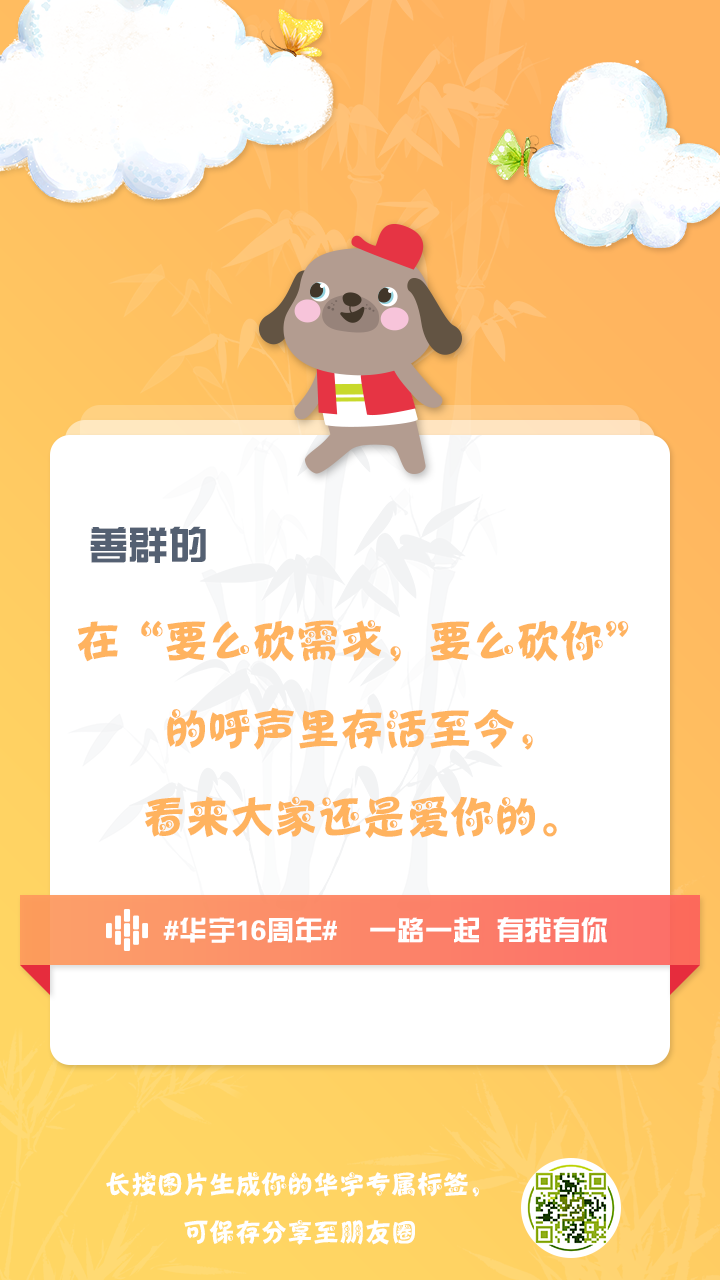 善群的
在“要么砍需求，要么砍你”
的呼声里存活至今，
看来大家还是爱你的。
#华宇16周年# 一路一起 有我有你
长按图片生成你的华宇专属标签，
可保存分享至朋友圈